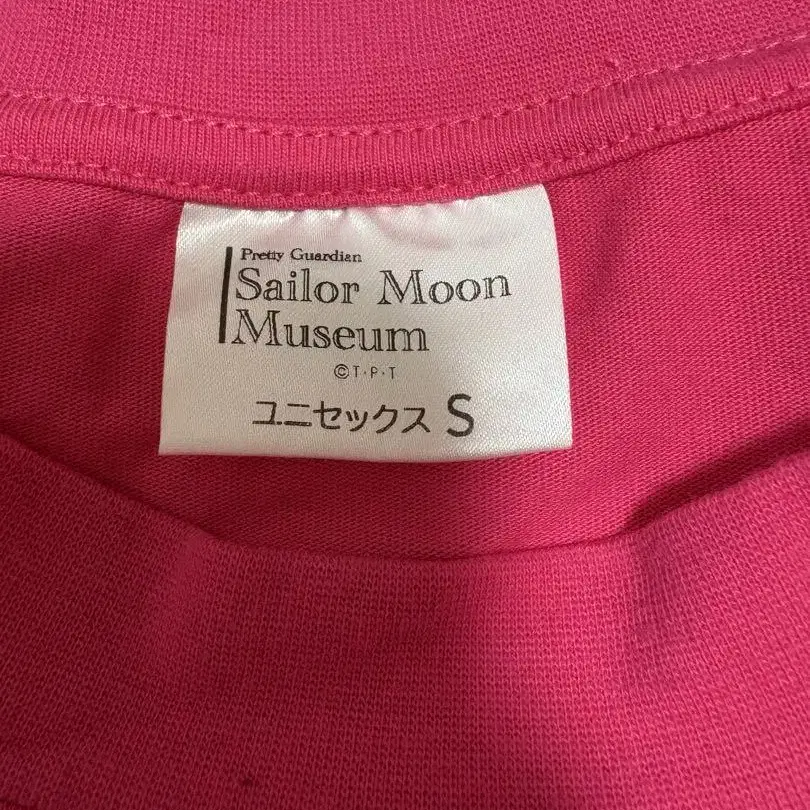 Pretty Guardian
Sailor Moon
Museum
©T·P·T
ユニセックス S